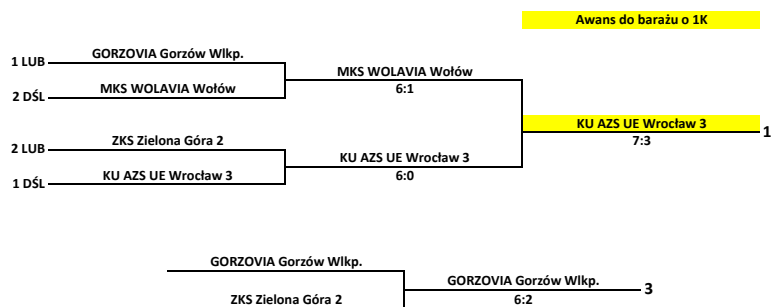 Awans do barażu o 1K
GORZOVIA Gorzów Wlkp.
1 LUB
MKS WOLAVIA Wołów
6:1
MKS WOLAVIA Wołów
2 DŚL
KU AZS UE Wrocław 3
1
7:3
ZKS Zielona Góra 2
2 LUB
KU AZS UE Wrocław 3
6:0
KU AZS UE Wrocław 3
1 DŚL
GORZOVIA Gorzów Wlkp.
GORZOVIA Gorzów Wlkp.
3
6:2
ZKS Zielona Góra 2